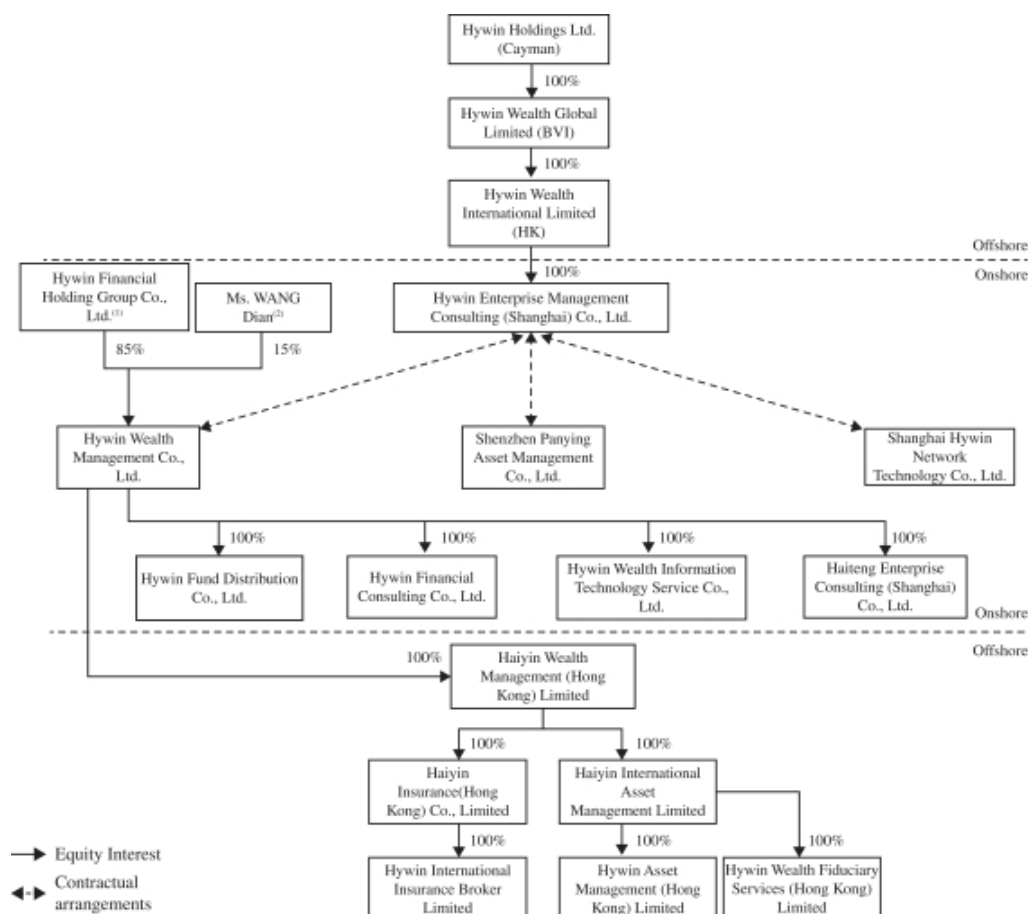 Hywin Holdings Ltd.
(Cayman)
100%
Hywin Wealth Global
Limited (BVI)
100%
Hywin Wealth
International Limited
(HK)
Offshore
Onshore
100%
Hywin Financial
Holding Group Co.,
Ltd.(1)
Ms. WANG
Dian(2)
Hywin Enterprise Management
Consulting (Shanghai) Co., Ltd.
85%
15%
Hywin Wealth
Management Co.,
Ltd.
Shenzhen Panying
Asset Management
Co., Ltd.
Shanghai Hywin
Network
Technology Co., Ltd.
100%
100%
100%
100%
Hywin Fund Distribution
Co., Ltd.
Hywin Financial
Consulting Co., Ltd.
Hywin Wealth Information
Technology Service Co.,
Ltd.
Haiteng Enterprise
Consulting (Shanghai)
Co., Ltd.
Onshore
Offshore
100%
Haiyin Wealth
Management (Hong
Kong) Limited
100%
100%
Haiyin
Insurance(Hong
Kong) Co., Limited
Haiyin International
Asset
Management Limited
100%
100%
100%
Hywin International
Insurance Broker
Limited
Hywin Asset
Management (Hong
Kong) Limited
Hywin Wealth Fiduciary
Services (Hong Kong)
Limited
Equity Interest
Contractual
arrangements